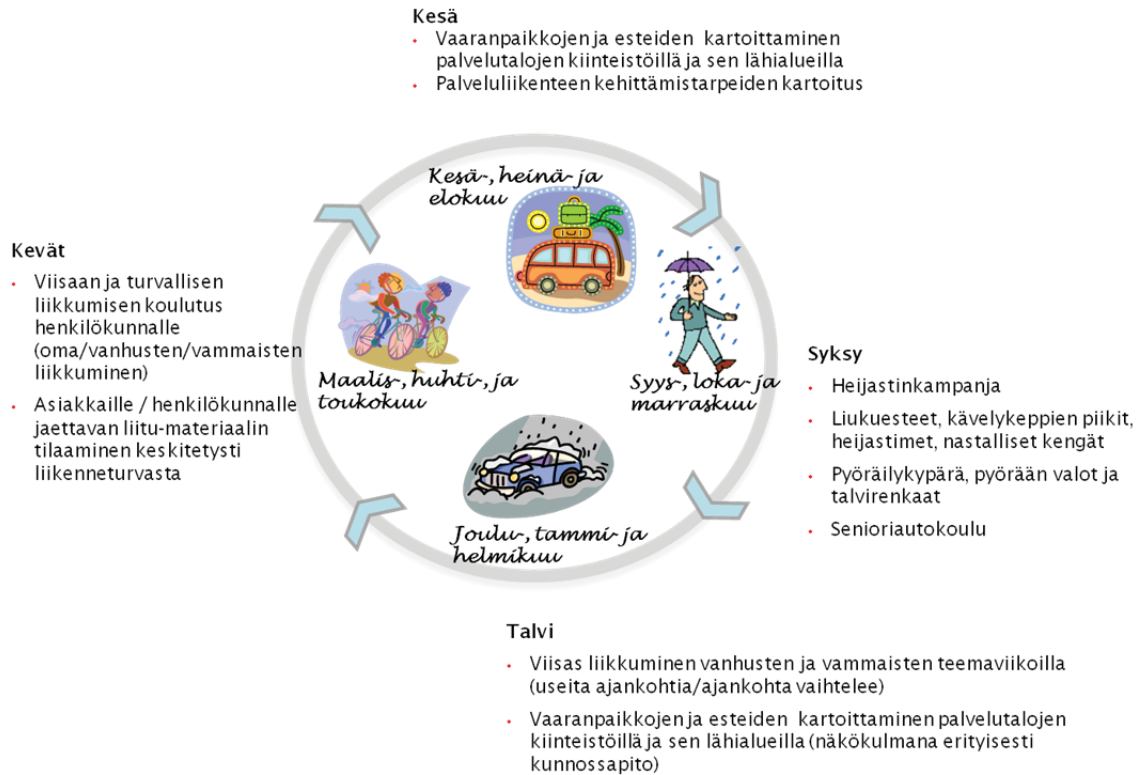 Kesä
• Vaaranpaikkojen ja esteiden kartoittaminen
palvelutalojen kiinteistöillä ja sen lähialueilla
• Palveluliikenteen kehittämistarpeiden kartoitus
Kesä-, heinä- ja
elokuu
Kevät
• Viisaan ja turvallisen
liikkumisen koulutus
henkilökunnalle
(oma/vanhusten/vammaisten
liikkuminen)
• Asiakkaille / henkilökunnalle
jaettavan liitu-materiaalin
tilaaminen keskitetysti
liikenneturvasta
Maalis-, huhti-, ja
toukokuu
Syys-, loka- ja
marraskuu
Syksy
• Heijastinkampanja
• Liukuesteet, kävelykeppien piikit,
heijastimet, nastalliset kengät
• Pyöräilykypärä, pyörään valot ja
talvirenkaat
• Senioriautokoulu
Joulu-, tammi- ja
helmikuu
Talvi
• Viisas liikkuminen vanhusten ja vammaisten teemaviikoilla
(useita ajankohtia/ajankohta vaihtelee)
• Vaaranpaikkojen ja esteiden kartoittaminen palvelutalojen
kiinteistöillä ja sen lähialueilla (näkökulmana erityisesti
kunnossapito)